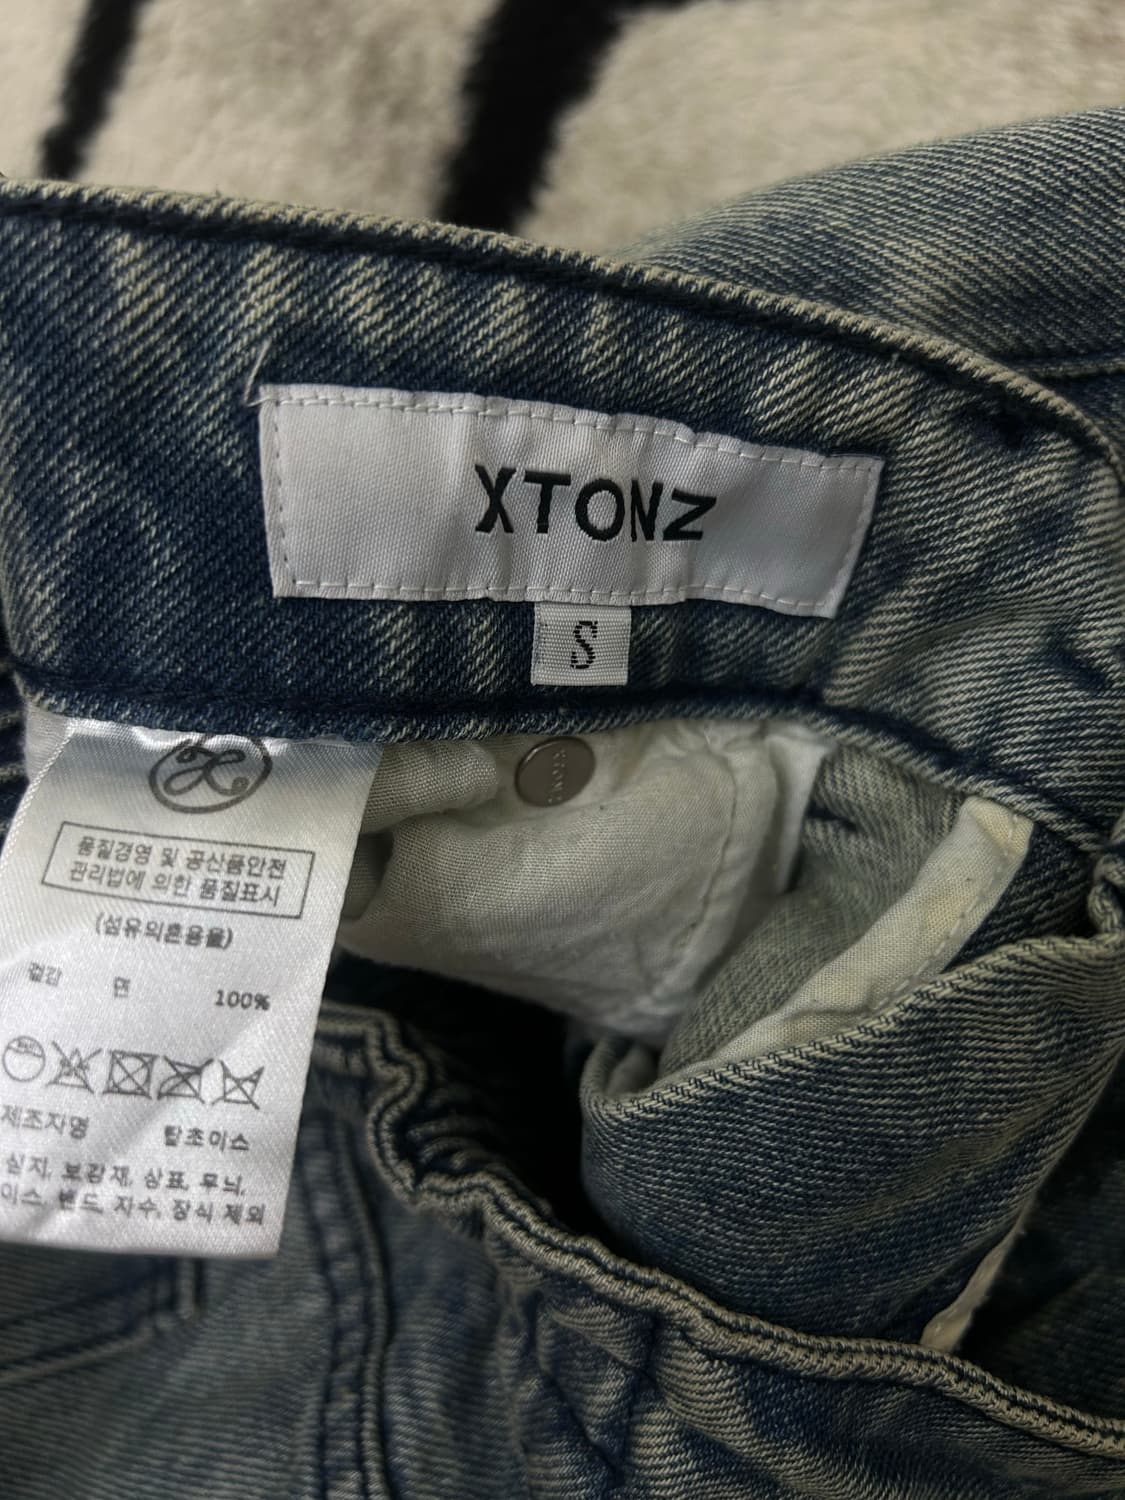 XTONZ
S
품질경영 및 공산품안전
관리법에 의한 품질표시
(섬유의혼용율)
겉감 면 100%
제조자명 탈초이스
심지, 보강재, 상표, 무늬,
밴드, 자수, 장식 제외